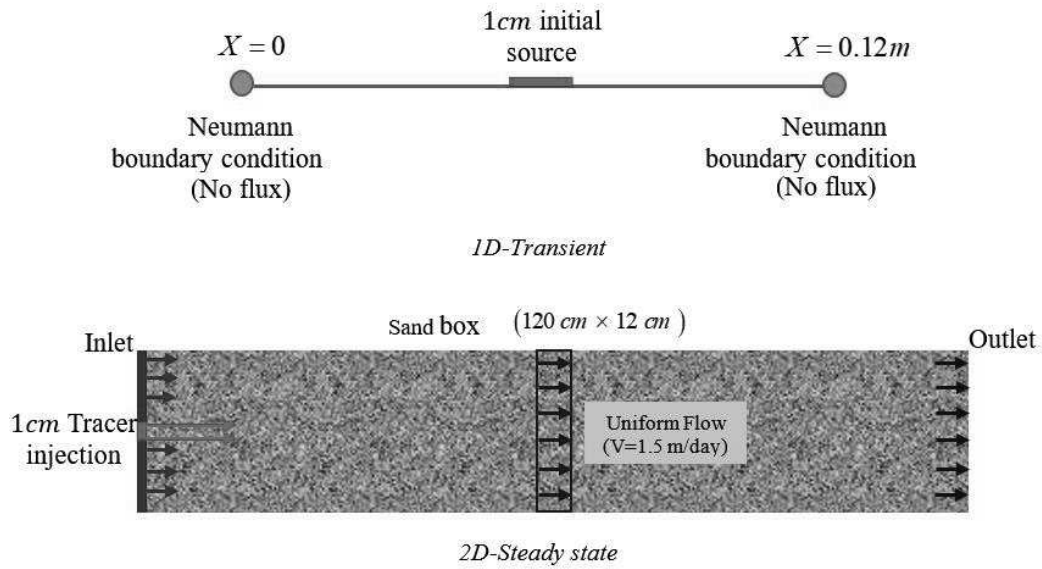 1cm initial
source
X = 0
X = 0.12m
Neumann
boundary condition
(No flux)
Neumann
boundary condition
(No flux)
1D-Transient
Sand box (120 cm × 12 cm )
Inlet
Outlet
1cm Tracer
injection
Uniform Flow
(V=1.5 m/day)
2D-Steady state